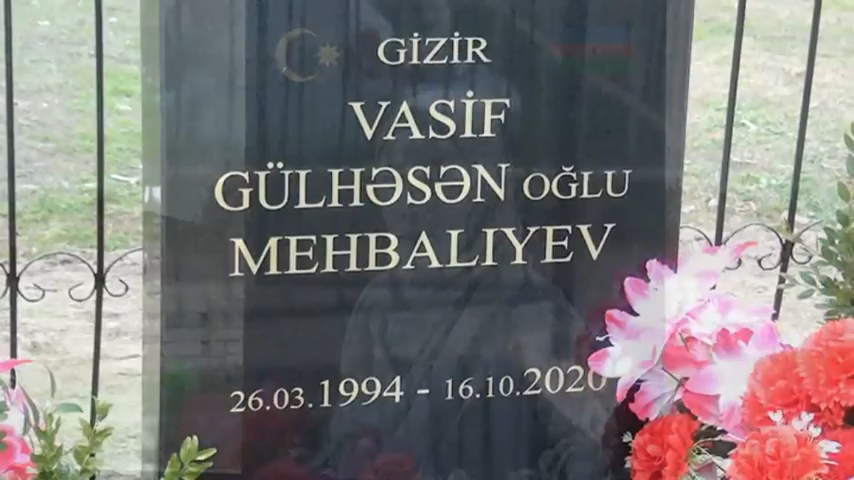 GİZİR
VASİF
GÜLHƏSƏN OĞLU
MEHBALIYEV
26.03.1994 - 16.10.2020